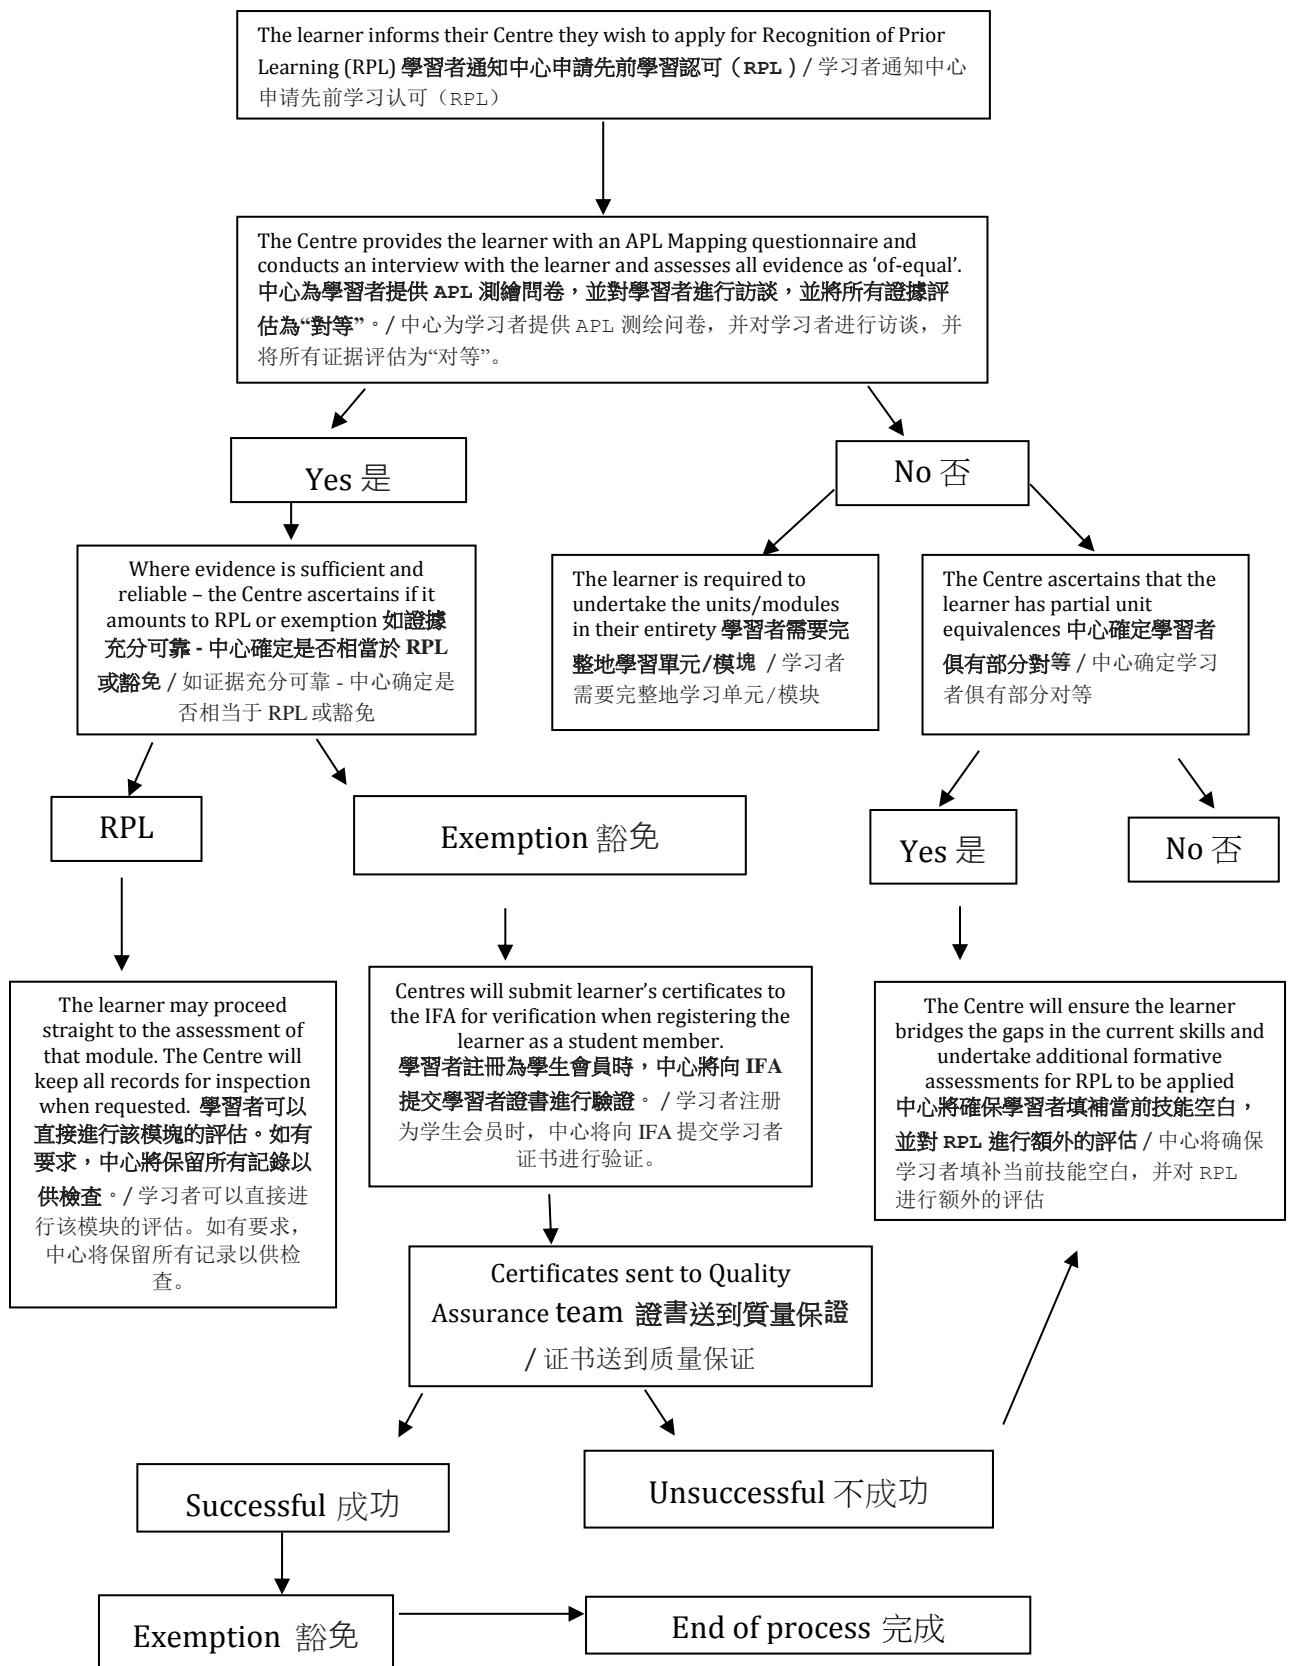 The learner informs their Centre they wish to apply for Recognition of Prior
Learning (RPL) 學習者通知中心申請先前學習認可（RPL）/ 学习者通知中心
申请先前学习认可（RPL）
The Centre provides the learner with an APL Mapping questionnaire and
conducts an interview with the learner and assesses all evidence as ‘of-equal’.
中心為學習者提供 APL 測繪問卷，並對學習者進行訪談，並將所有證據評
估為“對等”。/ 中心为学习者提供 APL 测绘问卷，并对学习者进行访谈，并
将所有证据评估为“对等”。
Yes 是
No 否
Where evidence is sufficient and
reliable – the Centre ascertains if it
amounts to RPL or exemption 如證據
充分可靠 - 中心確定是否相當於 RPL
或豁免 / 如证据充分可靠 - 中心确定是
否相当于 RPL 或豁免
The learner is required to
undertake the units/modules
in their entirety 學習者需要完
整地學習單元/模塊 / 学习者
需要完整地学习单元/模块
The Centre ascertains that the
learner has partial unit
equivalences 中心確定學習者
俱有部分對等 / 中心确定学习
者俱有部分对等
RPL
Exemption 豁免
Yes 是
No 否
The learner may proceed
straight to the assessment of
that module. The Centre will
keep all records for inspection
when requested. 學習者可以
直接進行該模塊的評估。如有
要求，中心將保留所有記錄以
供檢查。/ 学习者可以直接进
行该模块的评估。如有要求，
中心将保留所有记录以供检
查。
Centres will submit learner’s certificates to
the IFA for verification when registering the
learner as a student member.
學習者註冊為學生會員時，中心將向 IFA
提交學習者證書進行驗證。 / 学习者注册
为学生会员时，中心将向 IFA 提交学习者
证书进行验证。
The Centre will ensure the learner
bridges the gaps in the current skills and
undertake additional formative
assessments for RPL to be applied
中心將確保學習者填補當前技能空白，
並對 RPL 進行額外的評估 / 中心将确保
学习者填补当前技能空白，并对 RPL
进行额外的评估
Certificates sent to Quality
Assurance team 證書送到質量保證
/ 证书送到质量保证
Successful 成功
Unsuccessful 不成功
Exemption 豁免
End of process 完成